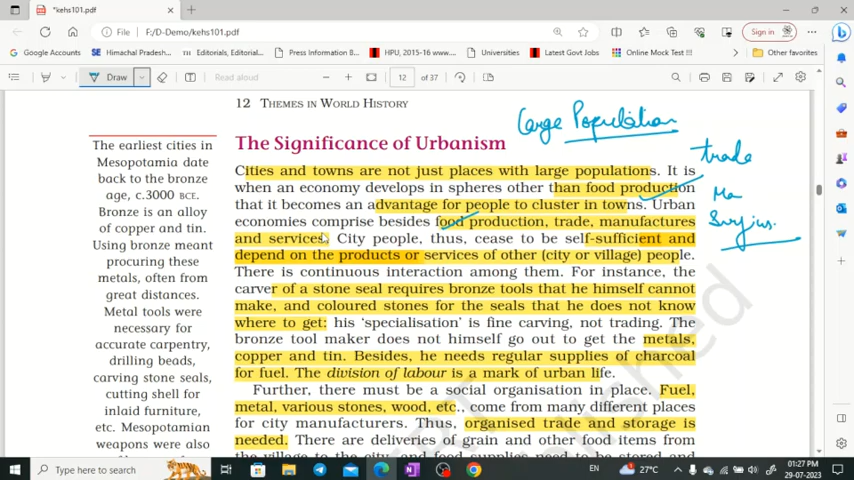 *kehs101.pdf
File | F:/D-Demo/kehs101.pdf
Sign in
Google Accounts
Himachal Pradesh...
Editorials, Editorial...
Press Information B...
HPU, 2015-16 www....
Universities
Latest Govt Jobs
Online Mock Test !!!
Other favorites
Draw
Read aloud
12 of 37
12 THEMES IN WORLD HISTORY
Large Population
The Significance of Urbanism
trade
Ma
The earliest cities in
Mesopotamia date
back to the bronze
age, c.3000 BCE.
Bronze is an alloy
of copper and tin.
Using bronze meant
procuring these
metals, often from
great distances.
Metal tools were
necessary for
accurate carpentry,
drilling beads,
carving stone seals,
cutting shell for
inlaid furniture,
etc. Mesopotamian
weapons were also
Cities and towns are not just places with large populations. It is
when an economy develops in spheres other than food production
that it becomes an advantage for people to cluster in towns. Urban
economies comprise besides food production, trade, manufactures
and services. City people, thus, cease to be self-sufficient and
depend on the products or services of other (city or village) people.
There is continuous interaction among them. For instance, the
carver of a stone seal requires bronze tools that he himself cannot
make, and coloured stones for the seals that he does not know
where to get: his ‘specialisation’ is fine carving, not trading. The
bronze tool maker does not himself go out to get the metals,
copper and tin. Besides, he needs regular supplies of charcoal
for fuel. The division of labour is a mark of urban life.
Further, there must be a social organisation in place. Fuel,
metal, various stones, wood, etc., come from many different places
for city manufacturers. Thus, organised trade and storage is
needed. There are deliveries of grain and other food items from
the village to the city, and food supplies need to be stored and
Type here to search
EN
27°C
01:27 PM
29-07-2023